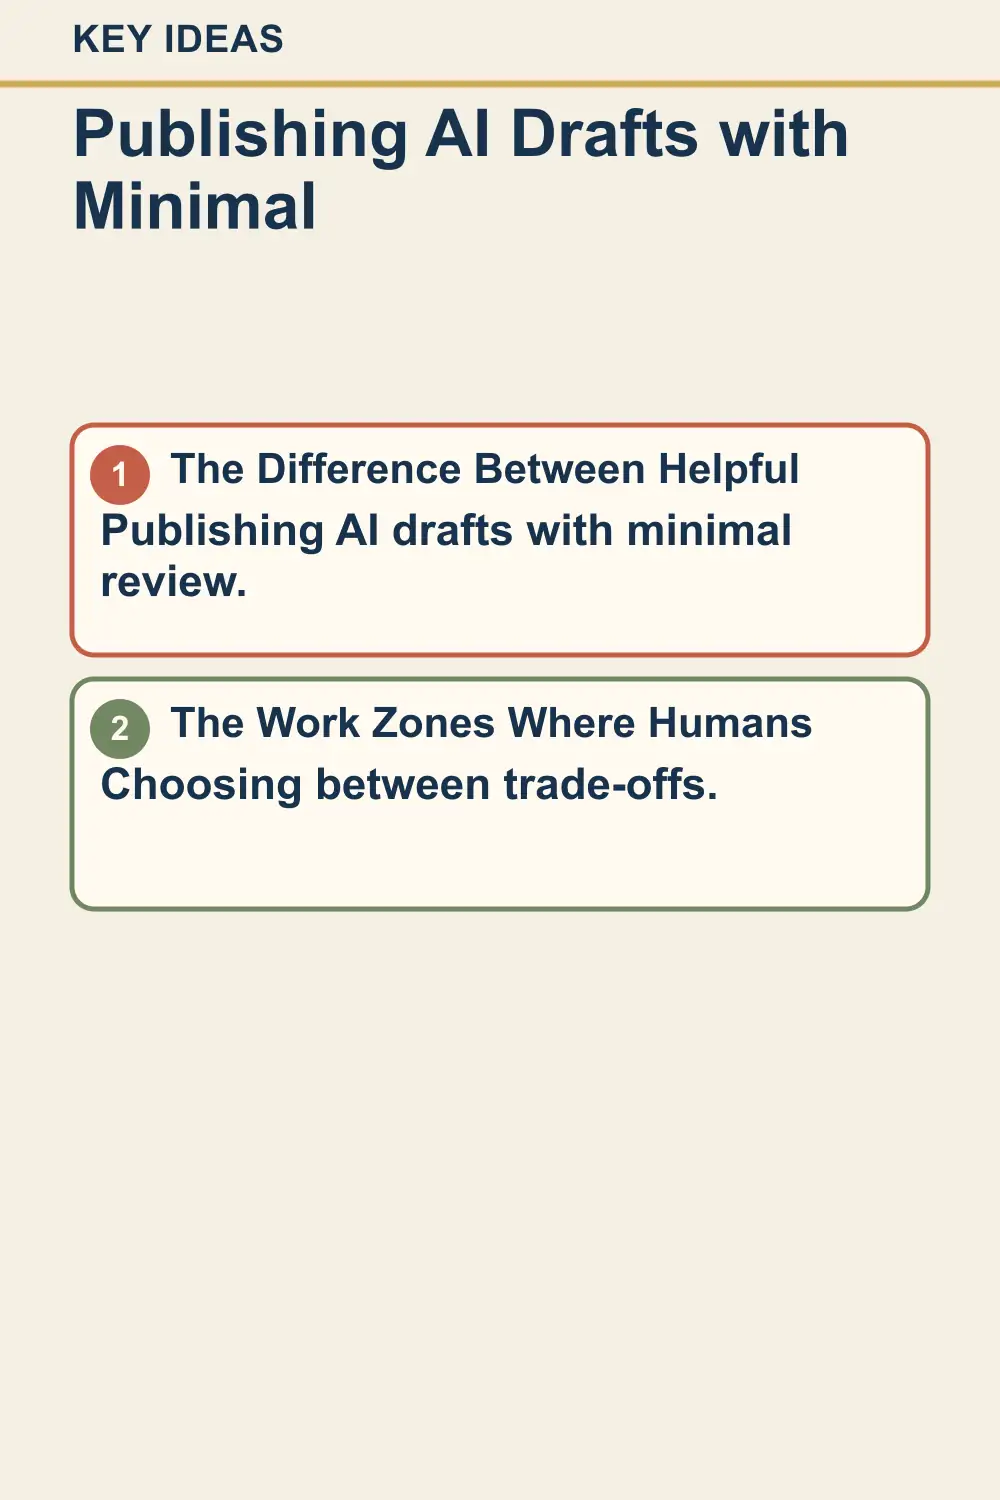 KEY IDEAS
Publishing AI Drafts with
Minimal
1 The Difference Between Helpful
Publishing AI drafts with minimal
review.
2 The Work Zones Where Humans
Choosing between trade-offs.